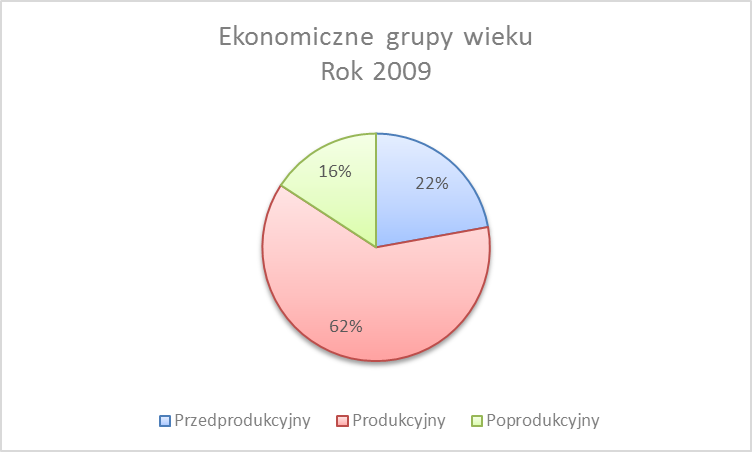 Ekonomiczne grupy wieku
Rok 2009
16%
22%
62%
Przedprodukcyjny
Produkcyjny
Poprodukcyjny